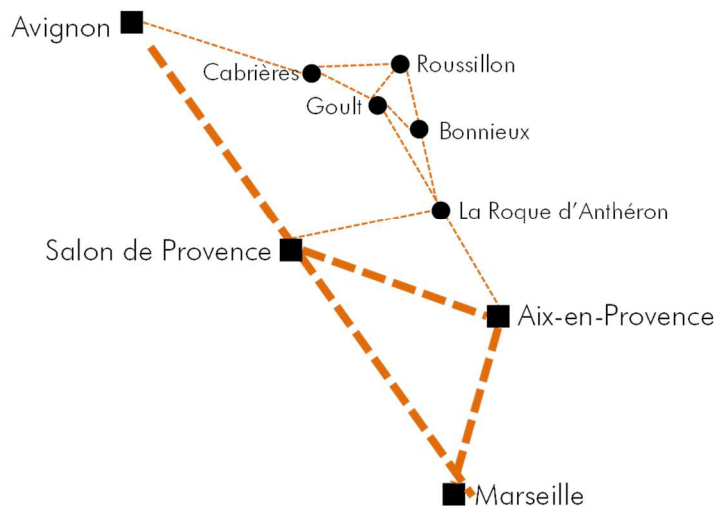 Avignon
Roussillon
Cabrières
Goult
Bonnieux
La Roque d'Anthéron
Salon de Provence
Aix-en-Provence
Marseille